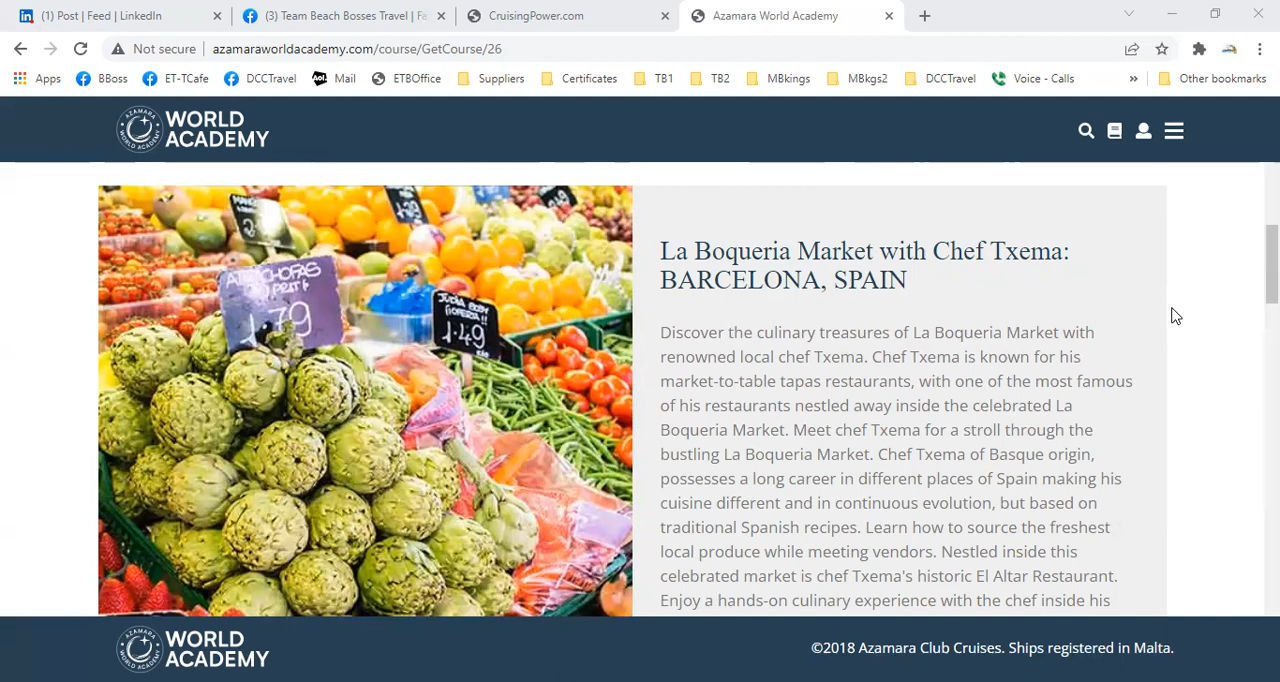 (1) Post | Feed | LinkedIn
(3) Team Beach Bosses Travel | Fa
CruisingPower.com
Azamara World Academy
Not secure
azamaraworldacademy.com/course/GetCourse/26
Apps
BBoss
ET-TCafe
DCCTravel
Aol.
Mail
ETBOffice
Suppliers
Certificates
TB1
TB2
MBkings
MBkgs2
DCCTravel
Voice - Calls
»
Other bookmarks
AZAMARA
WORLD ACADEMY
WORLD
ACADEMY
1.79
1.49
La Boqueria Market with Chef Txema:
BARCELONA, SPAIN
Discover the culinary treasures of La Boqueria Market with
renowned local chef Txema. Chef Txema is known for his
market-to-table tapas restaurants, with one of the most famous
of his restaurants nestled away inside the celebrated La
Boqueria Market. Meet chef Txema for a stroll through the
bustling La Boqueria Market. Chef Txema of Basque origin,
possesses a long career in different places of Spain making his
cuisine different and in continuous evolution, but based on
traditional Spanish recipes. Learn how to source the freshest
local produce while meeting vendors. Nestled inside this
celebrated market is chef Txema's historic El Altar Restaurant.
Enjoy a hands-on culinary experience with the chef inside his
AZAMARA
WORLD ACADEMY
WORLD
ACADEMY
©2018 Azamara Club Cruises. Ships registered in Malta.